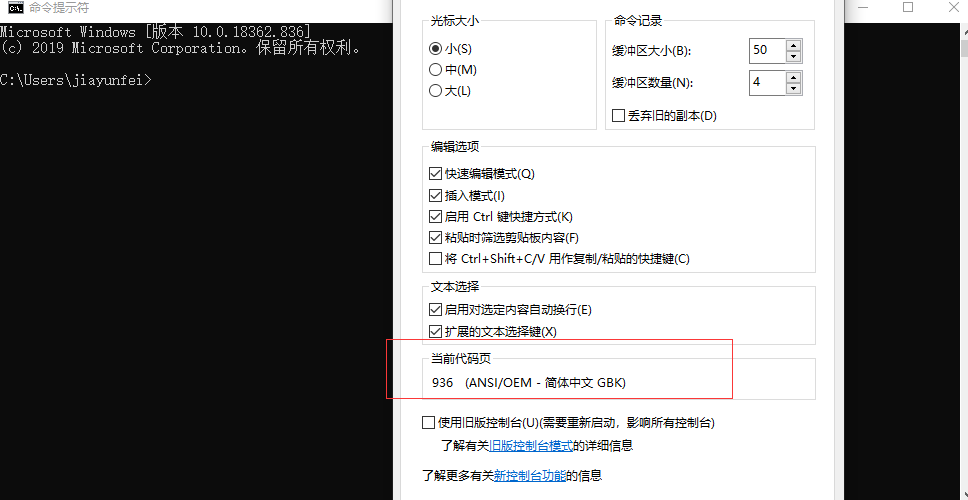 命令提示符
Microsoft Windows [版本 10.0.18362.836]
(c) 2019 Microsoft Corporation。保留所有权利。
C:\Users\jiayunfei>
光标大小
小(S)
中(M)
大(L)
命令记录
缓冲区大小(B): 50
缓冲区数量(N): 4
丢弃旧的副本(D)
编辑选项
快速编辑模式(Q)
插入模式(I)
启用 Ctrl 键快捷方式(K)
粘贴时筛选剪贴板内容(F)
将 Ctrl+Shift+C/V 用作复制/粘贴的快捷键(C)
文本选择
启用对选定内容自动换行(E)
扩展的文本选择键(X)
当前代码页
936 (ANSI/OEM - 简体中文 GBK)
使用旧版控制台(U)(需要重新启动，影响所有控制台)
了解有关旧版控制台模式的详细信息
了解更多有关新控制台功能的信息